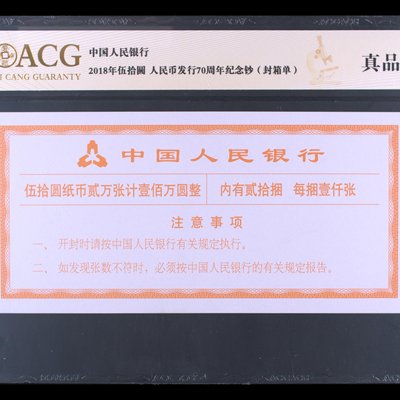 ACG
CANG GUARANTY
中国人民银行
2018年伍拾圆 人民币发行70周年纪念钞（封箱单）
真品
中国人民银行
伍拾圆纸币贰万张计壹佰万圆整 内有贰拾捆 每捆壹仟张
注意事项
一、 开封时请按中国人民银行有关规定执行。
二、 如发现张数不符时，必须按中国人民银行的有关规定报告。